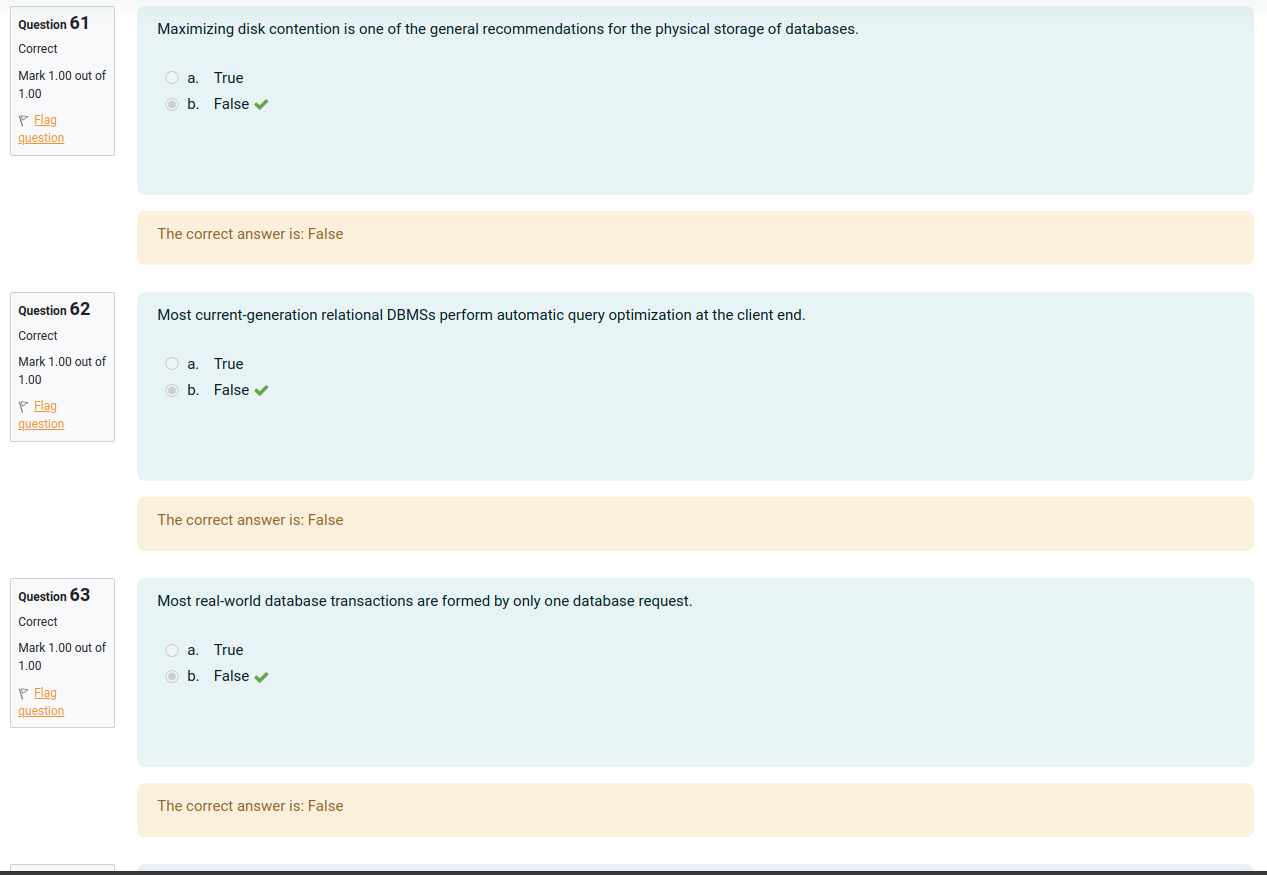 Question 61
Correct
Mark 1.00 out of
1.00
Flag
question
Maximizing disk contention is one of the general recommendations for the physical storage of databases.
a. True
b. False
The correct answer is: False
Question 62
Correct
Mark 1.00 out of
1.00
Flag
question
Most current-generation relational DBMSs perform automatic query optimization at the client end.
a. True
b. False
The correct answer is: False
Question 63
Correct
Mark 1.00 out of
1.00
Flag
question
Most real-world database transactions are formed by only one database request.
a. True
b. False
The correct answer is: False